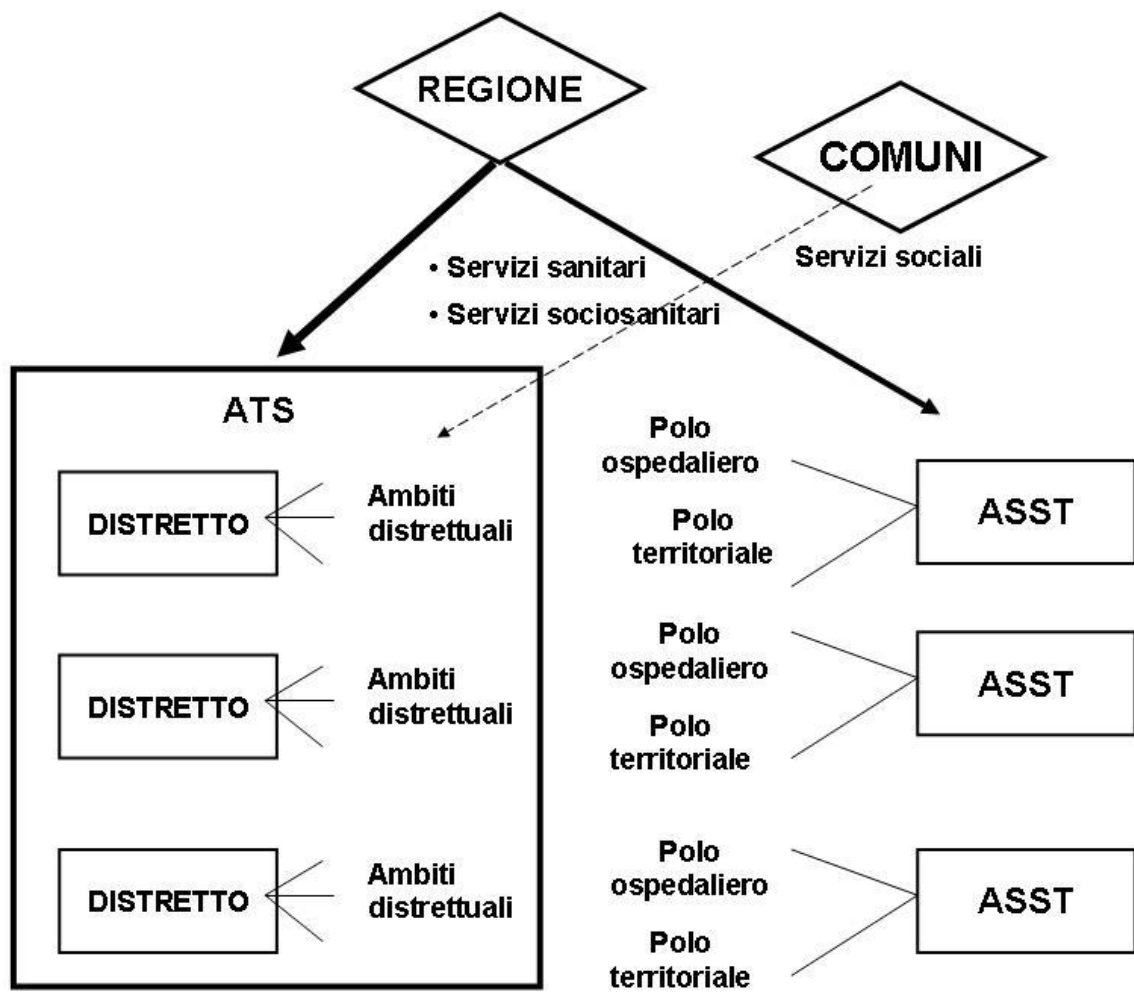 REGIONE
COMUNI
Servizi sociali
• Servizi sanitari
• Servizi sociosanitari
ATS
DISTRETTO
Ambiti
distrettuali
DISTRETTO
Ambiti
distrettuali
DISTRETTO
Ambiti
distrettuali
Polo
ospedaliero
Polo
territoriale
ASST
Polo
ospedaliero
Polo
territoriale
ASST
Polo
ospedaliero
Polo
territoriale
ASST